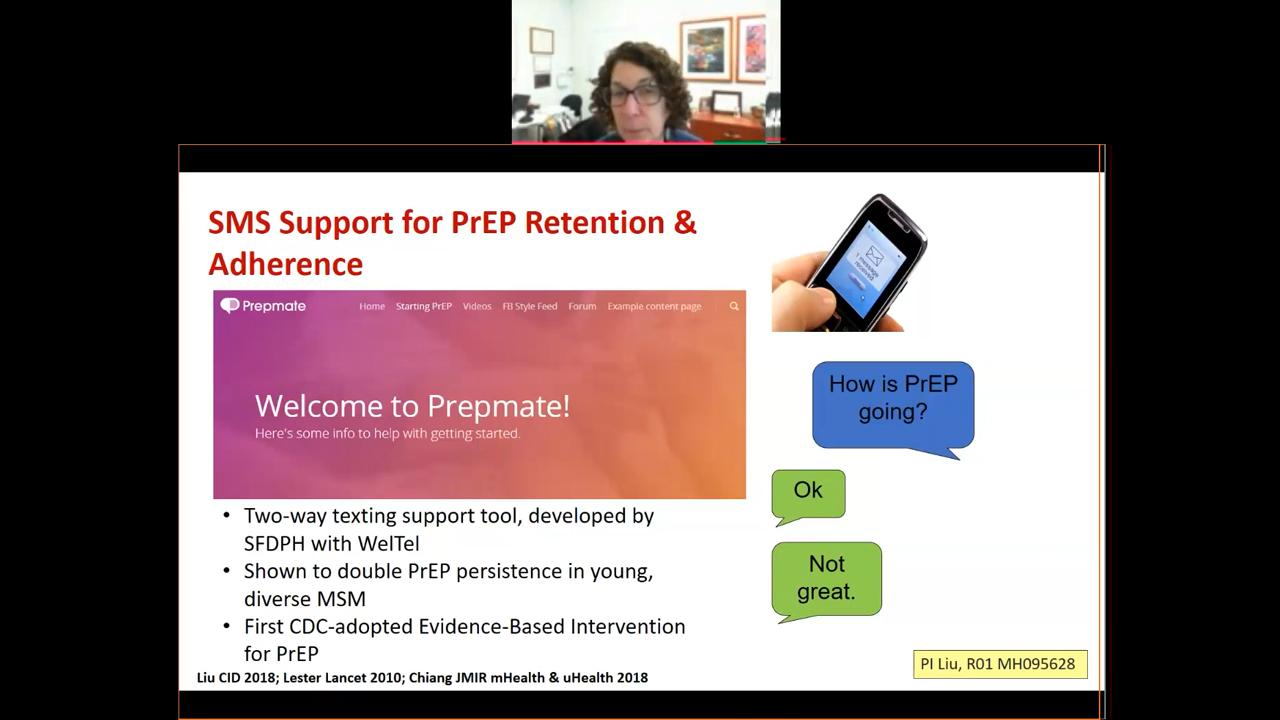 SMS Support for PrEP Retention &
Adherence
Prepmate
Home Starting PrEP Videos FB Style Feed Forum Example content page
Welcome to Prepmate!
Here's some info to help with getting started.
• Two-way texting support tool, developed by
SFDPH with WelTel
• Shown to double PrEP persistence in young,
diverse MSM
• First CDC-adopted Evidence-Based Intervention
for PrEP
Liu CID 2018; Lester Lancet 2010; Chiang JMIR mHealth & uHealth 2018
1 message
received
How is PrEP
going?
Ok
Not
great.
PI Liu, R01 MH095628